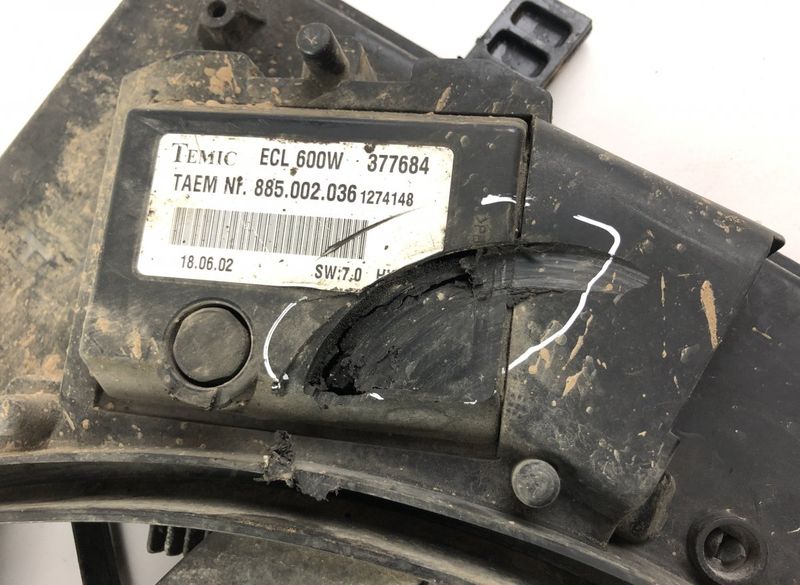 TEMIC ECL 600W 377684
TAEM Nr. 885.002.036 1274148
18.06.02 SW:7.0